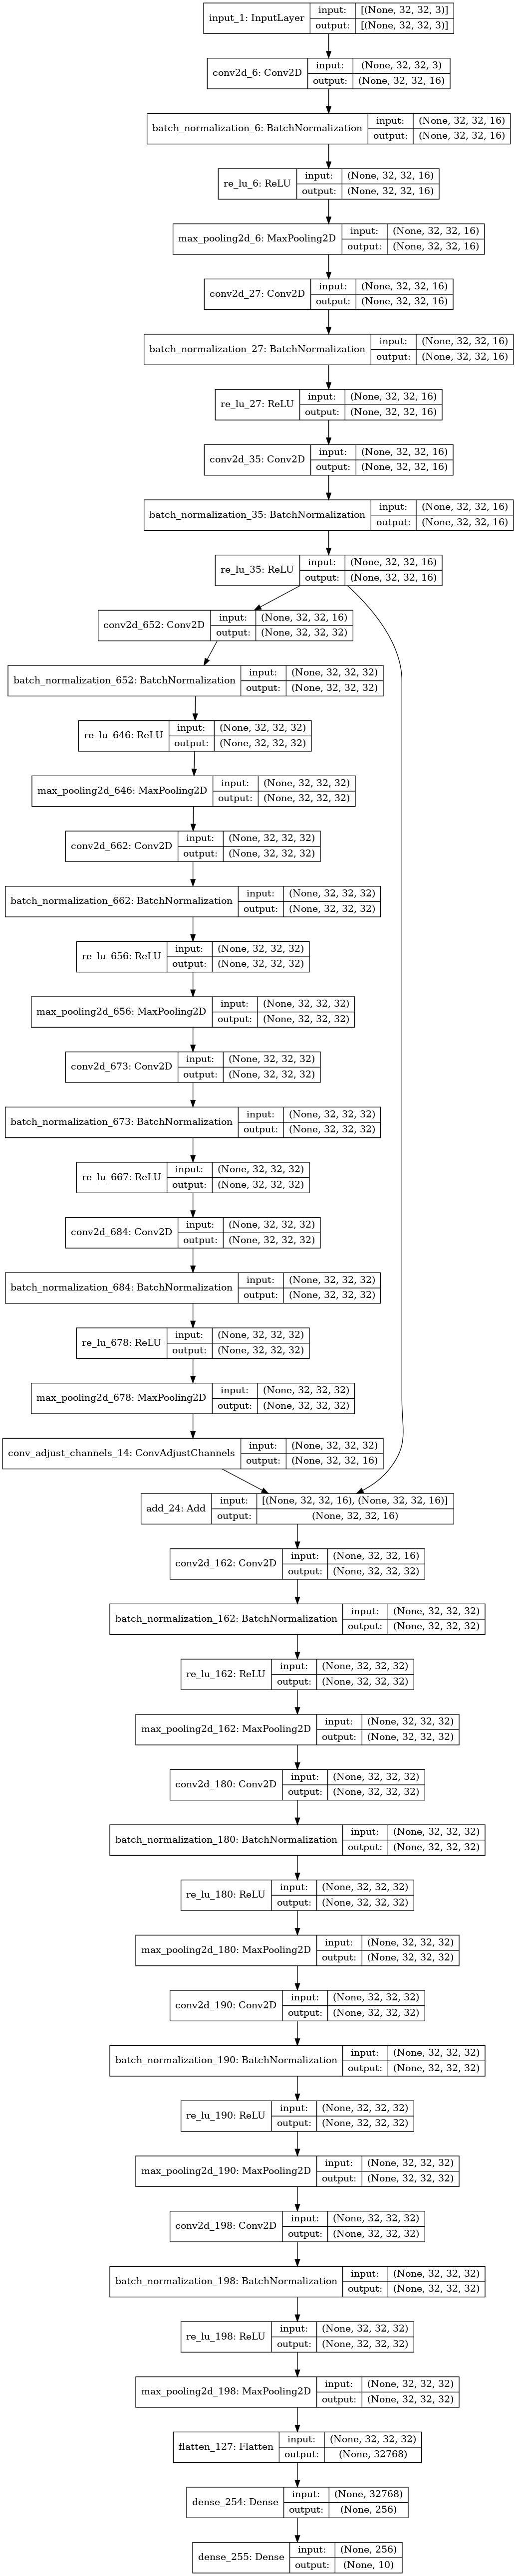 input_1: InputLayer
input: [(None, 32, 32, 3)]
output: [(None, 32, 32, 3)]
conv2d_6: Conv2D
input: (None, 32, 32, 3)
output: (None, 32, 32, 16)
batch_normalization_6: BatchNormalization
input: (None, 32, 32, 16)
output: (None, 32, 32, 16)
re_lu_6: ReLU
input: (None, 32, 32, 16)
output: (None, 32, 32, 16)
max_pooling2d_6: MaxPooling2D
input: (None, 32, 32, 16)
output: (None, 32, 32, 16)
conv2d_27: Conv2D
input: (None, 32, 32, 16)
output: (None, 32, 32, 16)
batch_normalization_27: BatchNormalization
input: (None, 32, 32, 16)
output: (None, 32, 32, 16)
re_lu_27: ReLU
input: (None, 32, 32, 16)
output: (None, 32, 32, 16)
conv2d_35: Conv2D
input: (None, 32, 32, 16)
output: (None, 32, 32, 16)
batch_normalization_35: BatchNormalization
input: (None, 32, 32, 16)
output: (None, 32, 32, 16)
re_lu_35: ReLU
input: (None, 32, 32, 16)
output: (None, 32, 32, 16)
conv2d_652: Conv2D
input: (None, 32, 32, 16)
output: (None, 32, 32, 32)
batch_normalization_652: BatchNormalization
input: (None, 32, 32, 32)
output: (None, 32, 32, 32)
re_lu_646: ReLU
input: (None, 32, 32, 32)
output: (None, 32, 32, 32)
max_pooling2d_646: MaxPooling2D
input: (None, 32, 32, 32)
output: (None, 32, 32, 32)
conv2d_662: Conv2D
input: (None, 32, 32, 32)
output: (None, 32, 32, 32)
batch_normalization_662: BatchNormalization
input: (None, 32, 32, 32)
output: (None, 32, 32, 32)
re_lu_656: ReLU
input: (None, 32, 32, 32)
output: (None, 32, 32, 32)
max_pooling2d_656: MaxPooling2D
input: (None, 32, 32, 32)
output: (None, 32, 32, 32)
conv2d_673: Conv2D
input: (None, 32, 32, 32)
output: (None, 32, 32, 32)
batch_normalization_673: BatchNormalization
input: (None, 32, 32, 32)
output: (None, 32, 32, 32)
re_lu_667: ReLU
input: (None, 32, 32, 32)
output: (None, 32, 32, 32)
conv2d_684: Conv2D
input: (None, 32, 32, 32)
output: (None, 32, 32, 32)
batch_normalization_684: BatchNormalization
input: (None, 32, 32, 32)
output: (None, 32, 32, 32)
re_lu_678: ReLU
input: (None, 32, 32, 32)
output: (None, 32, 32, 32)
max_pooling2d_678: MaxPooling2D
input: (None, 32, 32, 32)
output: (None, 32, 32, 32)
conv_adjust_channels_14: ConvAdjustChannels
input: (None, 32, 32, 32)
output: (None, 32, 32, 16)
add_24: Add
input: [(None, 32, 32, 16), (None, 32, 32, 16)]
output: (None, 32, 32, 16)
conv2d_162: Conv2D
input: (None, 32, 32, 16)
output: (None, 32, 32, 32)
batch_normalization_162: BatchNormalization
input: (None, 32, 32, 32)
output: (None, 32, 32, 32)
re_lu_162: ReLU
input: (None, 32, 32, 32)
output: (None, 32, 32, 32)
max_pooling2d_162: MaxPooling2D
input: (None, 32, 32, 32)
output: (None, 32, 32, 32)
conv2d_180: Conv2D
input: (None, 32, 32, 32)
output: (None, 32, 32, 32)
batch_normalization_180: BatchNormalization
input: (None, 32, 32, 32)
output: (None, 32, 32, 32)
re_lu_180: ReLU
input: (None, 32, 32, 32)
output: (None, 32, 32, 32)
max_pooling2d_180: MaxPooling2D
input: (None, 32, 32, 32)
output: (None, 32, 32, 32)
conv2d_190: Conv2D
input: (None, 32, 32, 32)
output: (None, 32, 32, 32)
batch_normalization_190: BatchNormalization
input: (None, 32, 32, 32)
output: (None, 32, 32, 32)
re_lu_190: ReLU
input: (None, 32, 32, 32)
output: (None, 32, 32, 32)
max_pooling2d_190: MaxPooling2D
input: (None, 32, 32, 32)
output: (None, 32, 32, 32)
conv2d_198: Conv2D
input: (None, 32, 32, 32)
output: (None, 32, 32, 32)
batch_normalization_198: BatchNormalization
input: (None, 32, 32, 32)
output: (None, 32, 32, 32)
re_lu_198: ReLU
input: (None, 32, 32, 32)
output: (None, 32, 32, 32)
max_pooling2d_198: MaxPooling2D
input: (None, 32, 32, 32)
output: (None, 32, 32, 32)
flatten_127: Flatten
input: (None, 32, 32, 32)
output: (None, 32768)
dense_254: Dense
input: (None, 32768)
output: (None, 256)
dense_255: Dense
input: (None, 256)
output: (None, 10)